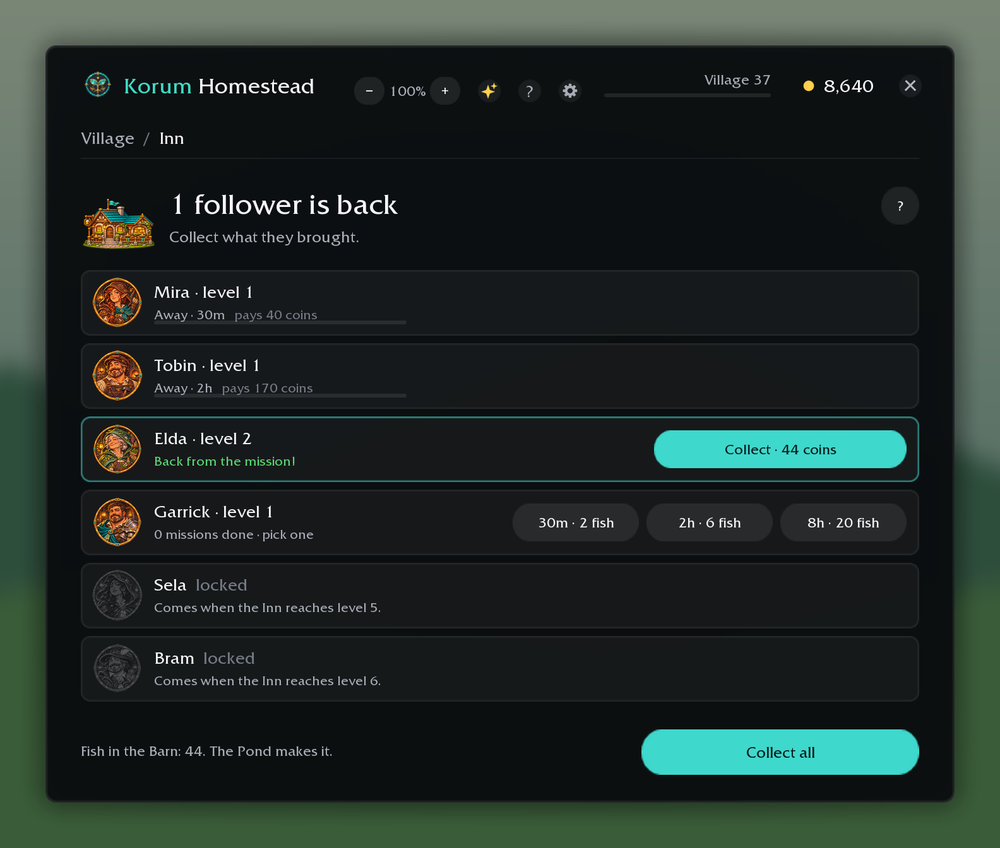 Korum Homestead
− 100% + ? Village 37 8,640 ✕
Village / Inn
1 follower is back
Collect what they brought.
?
Mira · level 1
Away · 30m pays 40 coins
Tobin · level 1
Away · 2h pays 170 coins
Elda · level 2
Back from the mission!
Collect · 44 coins
Garrick · level 1
0 missions done · pick one
30m · 2 fish
2h · 6 fish
8h · 20 fish
Sela locked
Comes when the Inn reaches level 5.
Bram locked
Comes when the Inn reaches level 6.
Fish in the Barn: 44. The Pond makes it.
Collect all